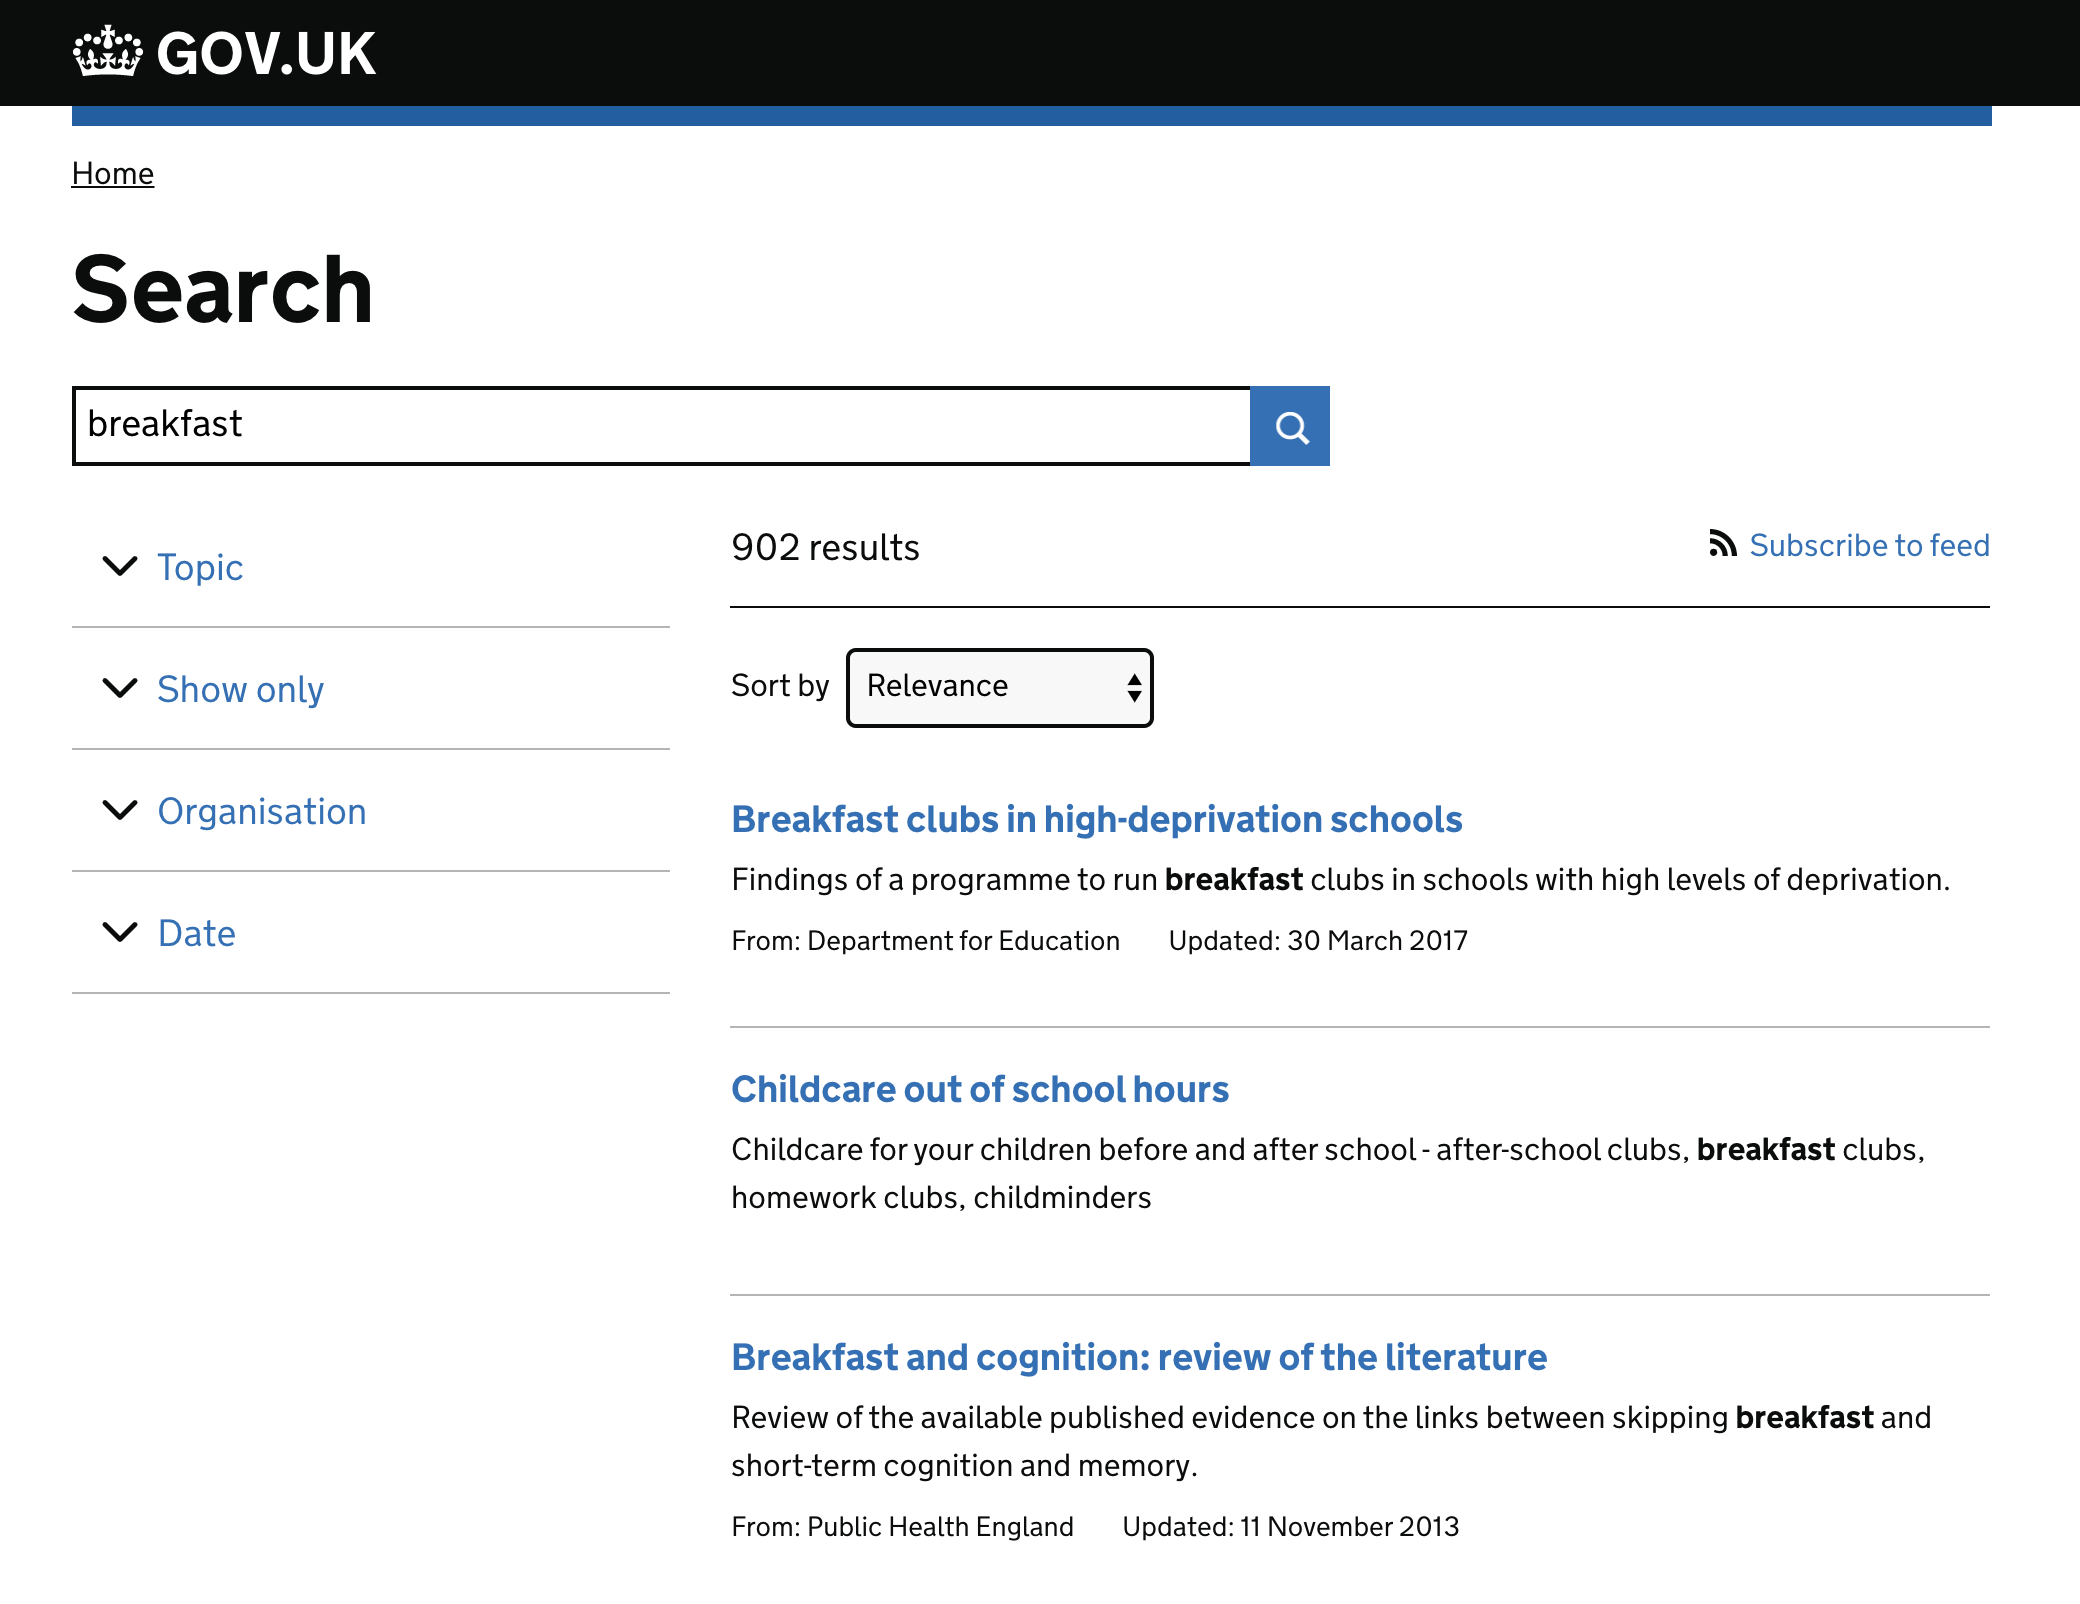 GOV.UK
Home
Search
breakfast
Topic
Show only
Organisation
Date
902 results
Subscribe to feed
Sort by Relevance
Breakfast clubs in high-deprivation schools
Findings of a programme to run breakfast clubs in schools with high levels of deprivation.
From: Department for Education Updated: 30 March 2017
Childcare out of school hours
Childcare for your children before and after school - after-school clubs, breakfast clubs,
homework clubs, childminders
Breakfast and cognition: review of the literature
Review of the available published evidence on the links between skipping breakfast and
short-term cognition and memory.
From: Public Health England Updated: 11 November 2013